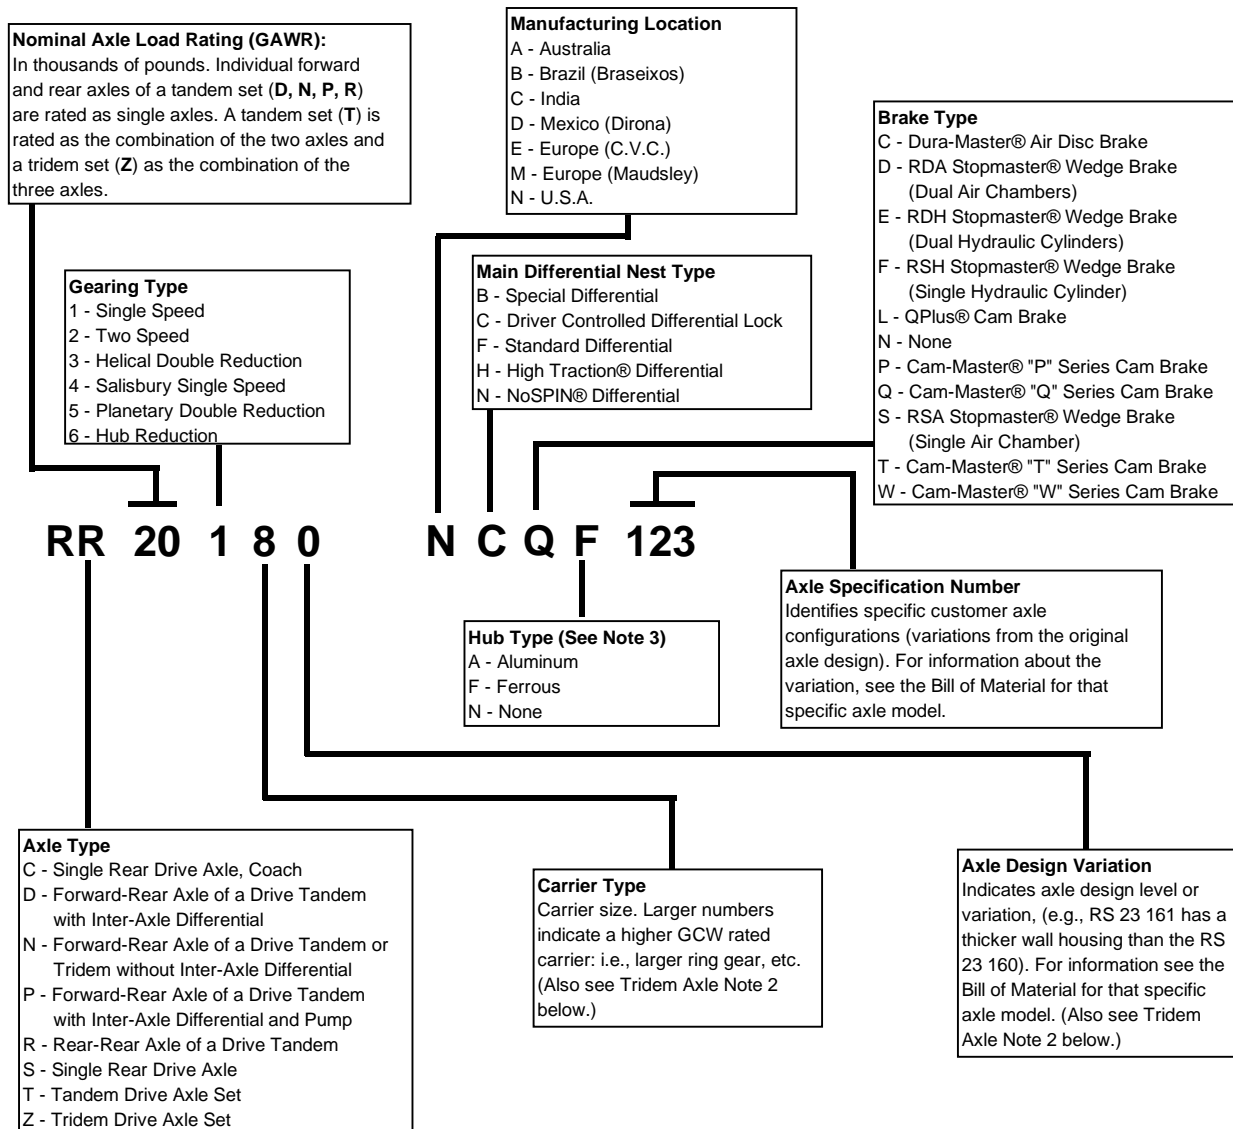 Nominal Axle Load Rating (GAWR):
In thousands of pounds. Individual forward
and rear axles of a tandem set (D, N, P, R)
are rated as single axles. A tandem set (T) is
rated as the combination of the two axles and
a tridem set (Z) as the combination of the
three axles.
Manufacturing Location
A - Australia
B - Brazil (Braseixos)
C - India
D - Mexico (Dirona)
E - Europe (C.V.C.)
M - Europe (Maudsley)
N - U.S.A.
Brake Type
C - Dura-Master® Air Disc Brake
D - RDA Stopmaster® Wedge Brake
(Dual Air Chambers)
E - RDH Stopmaster® Wedge Brake
(Dual Hydraulic Cylinders)
F - RSH Stopmaster® Wedge Brake
(Single Hydraulic Cylinder)
L - QPlus® Cam Brake
N - None
P - Cam-Master® "P" Series Cam Brake
Q - Cam-Master® "Q" Series Cam Brake
S - RSA Stopmaster® Wedge Brake
(Single Air Chamber)
T - Cam-Master® "T" Series Cam Brake
W - Cam-Master® "W" Series Cam Brake
Gearing Type
1 - Single Speed
2 - Two Speed
3 - Helical Double Reduction
4 - Salisbury Single Speed
5 - Planetary Double Reduction
6 - Hub Reduction
Main Differential Nest Type
B - Special Differential
C - Driver Controlled Differential Lock
F - Standard Differential
H - High Traction® Differential
N - NoSPIN® Differential
RR 20 1 8 0 N C Q F 123
Hub Type (See Note 3)
A - Aluminum
F - Ferrous
N - None
Axle Specification Number
Identifies specific customer axle
configurations (variations from the original
axle design). For information about the
variation, see the Bill of Material for that
specific axle model.
Axle Type
C - Single Rear Drive Axle, Coach
D - Forward-Rear Axle of a Drive Tandem
with Inter-Axle Differential
N - Forward-Rear Axle of a Drive Tandem or
Tridem without Inter-Axle Differential
P - Forward-Rear Axle of a Drive Tandem
with Inter-Axle Differential and Pump
R - Rear-Rear Axle of a Drive Tandem
S - Single Rear Drive Axle
T - Tandem Drive Axle Set
Z - Tridem Drive Axle Set
Carrier Type
Carrier size. Larger numbers
indicate a higher GCW rated
carrier: i.e., larger ring gear, etc.
(Also see Tridem Axle Note 2
below.)
Axle Design Variation
Indicates axle design level or
variation, (e.g., RS 23 161 has a
thicker wall housing than the RS
23 160). For information see the
Bill of Material for that specific
axle model. (Also see Tridem
Axle Note 2 below.)